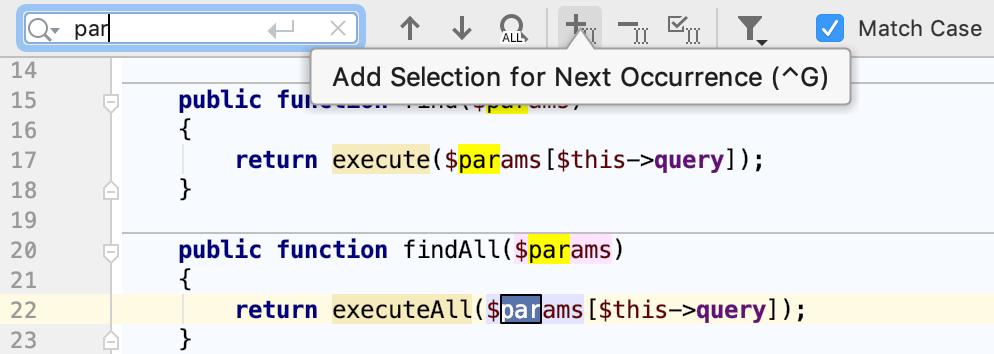 par
ALL
Match Case
Add Selection for Next Occurrence (^G)
14
15 public function find($params)
16 {
17 return execute($params[$this->query]);
18 }
19
20 public function findAll($params)
21 {
22 return executeAll($params[$this->query]);
23 }